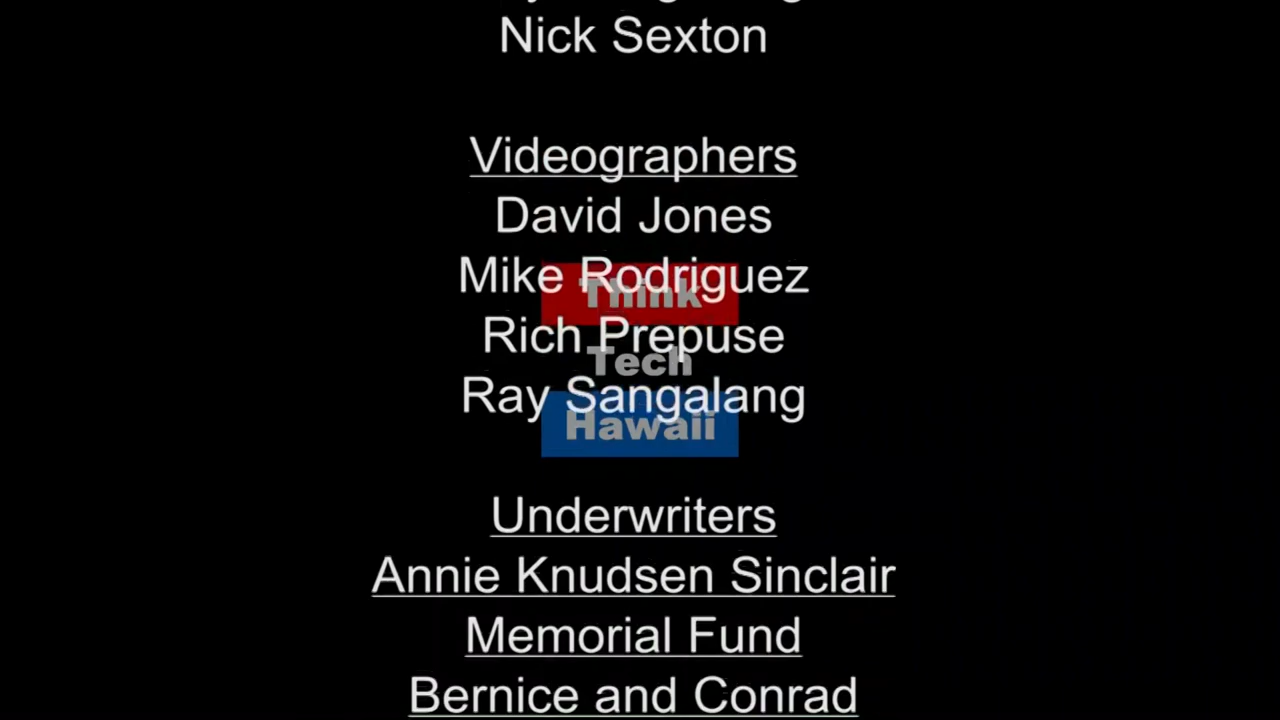 Nick Sexton
Videographers
David Jones
Mike Rodriguez
Think
Rich Prepuse
Tech
Ray Sangalang
Hawaii
Underwriters
Annie Knudsen Sinclair
Memorial Fund
Bernice and Conrad